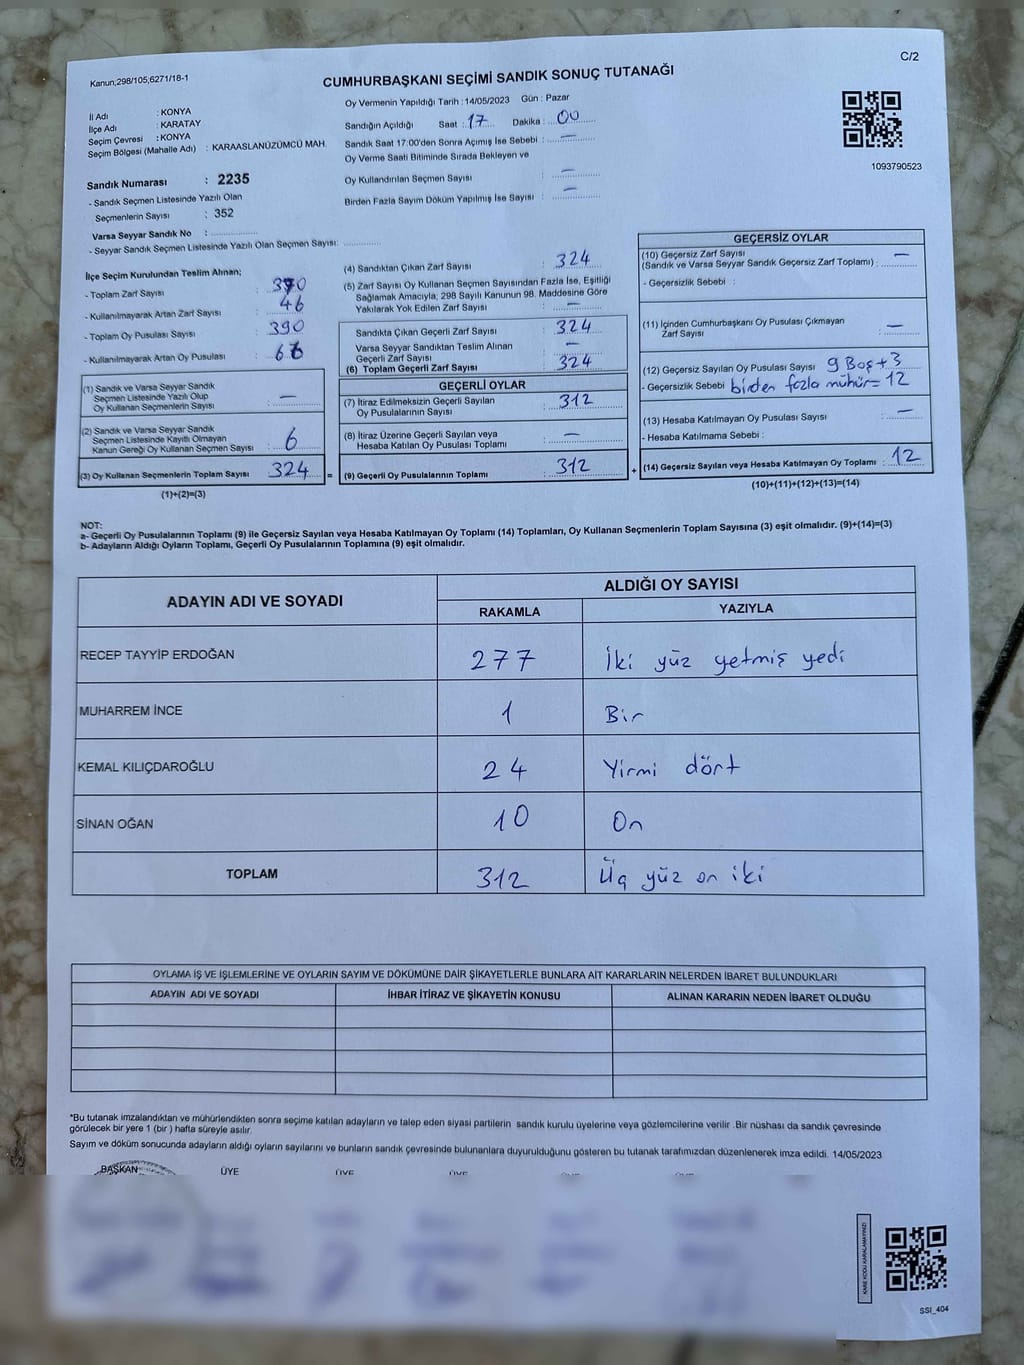 C/2
Kanun;298/105,6271/18-1
CUMHURBAŞKANI SEÇİMİ SANDIK SONUÇ TUTANAĞI
İl Adı : KONYA
İlçe Adı : KARATAY
Seçim Çevresi : KONYA
Seçim Bölgesi (Mahalle Adı) : KARAASLANÜZÜMCÜ MAH.
Sandık Numarası : 2235
- Sandık Seçmen Listesinde Yazılı Olan
Seçmenlerin Sayısı : 352
Varsa Seyyar Sandık No :
- Seyyar Sandık Seçmen Listesinde Yazılı Olan Seçmen Sayısı:
Oy Vermenin Yapıldığı Tarih : 14/05/2023 Gün : Pazar
Sandığın Açıldığı Saat : 17 Dakika : 00
Sandık Saat 17:00'den Sonra Açımış İse Sebebi : —
Oy Verme Saati Bitiminde Sırada Bekleyen ve
Oy Kullandırılan Seçmen Sayısı : —
Birden Fazla Sayım Döküm Yapılmış İse Sayısı : —
1093790523
İlçe Seçim Kurulundan Teslim Alınan;
- Toplam Zarf Sayısı : 370
- Kullanılmayarak Artan Zarf Sayısı : 46
- Toplam Oy Pusulası Sayısı : 390
- Kullanılmayarak Artan Oy Pusulası : 66
(1) Sandık ve Varsa Seyyar Sandık
Seçmen Listesinde Yazılı Olup
Oy Kullanan Seçmenlerin Sayısı : —
(2) Sandık ve Varsa Seyyar Sandık
Seçmen Listesinde Kayıtlı Olmayan
Kanun Gereği Oy Kullanan Seçmen Sayısı : 6
(3) Oy Kullanan Seçmenlerin Toplam Sayısı : 324 =
(1)+(2)=(3)
(4) Sandıktan Çıkan Zarf Sayısı : 324
(5) Zarf Sayısı Oy Kullanan Seçmen Sayısından Fazla İse, Eşitliği
Sağlamak Amacıyla, 298 Sayılı Kanunun 98. Maddesine Göre
Yakılarak Yok Edilen Zarf Sayısı : —
Sandıkta Çıkan Geçerli Zarf Sayısı : 324
Varsa Seyyar Sandıktan Teslim Alınan
Geçerli Zarf Sayısı : —
(6) Toplam Geçerli Zarf Sayısı : 324
GEÇERLİ OYLAR
(7) İtiraz Edilmeksizin Geçerli Sayılan
Oy Pusulalarının Sayısı : 312
(8) İtiraz Üzerine Geçerli Sayılan veya
Hesaba Katılan Oy Pusulası Toplamı : —
(9) Geçerli Oy Pusulalarının Toplamı : 312 +
GEÇERSİZ OYLAR
(10) Geçersiz Zarf Sayısı
(Sandık ve Varsa Seyyar Sandık Geçersiz Zarf Toplamı) : —
- Geçersizlik Sebebi :
(11) İçinden Cumhurbaşkanı Oy Pusulası Çıkmayan
Zarf Sayısı : —
(12) Geçersiz Sayılan Oy Pusulası Sayısı : 9 Boş + 3
- Geçersizlik Sebebi : birden fazla mühür = 12
(13) Hesaba Katılmayan Oy Pusulası Sayısı : —
- Hesaba Katılmama Sebebi :
(14) Geçersiz Sayılan veya Hesaba Katılmayan Oy Toplamı : 12
(10)+(11)+(12)+(13)=(14)
NOT:
a- Geçerli Oy Pusulalarının Toplamı (9) ile Geçersiz Sayılan veya Hesaba Katılmayan Oy Toplamı (14) Toplamları, Oy Kullanan Seçmenlerin Toplam Sayısına (3) eşit olmalıdır. (9)+(14)=(3)
b- Adayların Aldığı Oyların Toplamı, Geçerli Oy Pusulalarının Toplamına (9) eşit olmalıdır.
ADAYIN ADI VE SOYADI ALDIĞI OY SAYISI
RAKAMLA YAZIYLA
RECEP TAYYİP ERDOĞAN 277 İki yüz yetmiş yedi
MUHARREM İNCE 1 Bir
KEMAL KILIÇDAROĞLU 24 Yirmi dört
SİNAN OĞAN 10 On
TOPLAM 312 Üç yüz on iki
OYLAMA İŞ VE İŞLEMLERİNE VE OYLARIN SAYIM VE DÖKÜMÜNE DAİR ŞİKAYETLERLE BUNLARA AİT KARARLARIN NELERDEN İBARET BULUNDUKLARI
ADAYIN ADI VE SOYADI İHBAR İTİRAZ VE ŞİKAYETİN KONUSU ALINAN KARARIN NEDEN İBARET OLDUĞU
*Bu tutanak imzalandıktan ve mühürlendikten sonra seçime katılan adayların ve talep eden siyasi partilerin sandık kurulu üyelerine veya gözlemcilerine verilir .Bir nüshası da sandık çevresinde
görülecek bir yere 1 (bir ) hafta süreyle asılır.
Sayım ve döküm sonucunda adayların aldığı oyların sayılarını ve bunların sandık çevresinde bulunanlara duyurulduğunu gösteren bu tutanak tarafımızdan düzenlenerek imza edildi. 14/05/2023
BAŞKAN ÜYE ÜYE ÜYE
KARE KODU KARALAMAYINIZ!
SSI_404